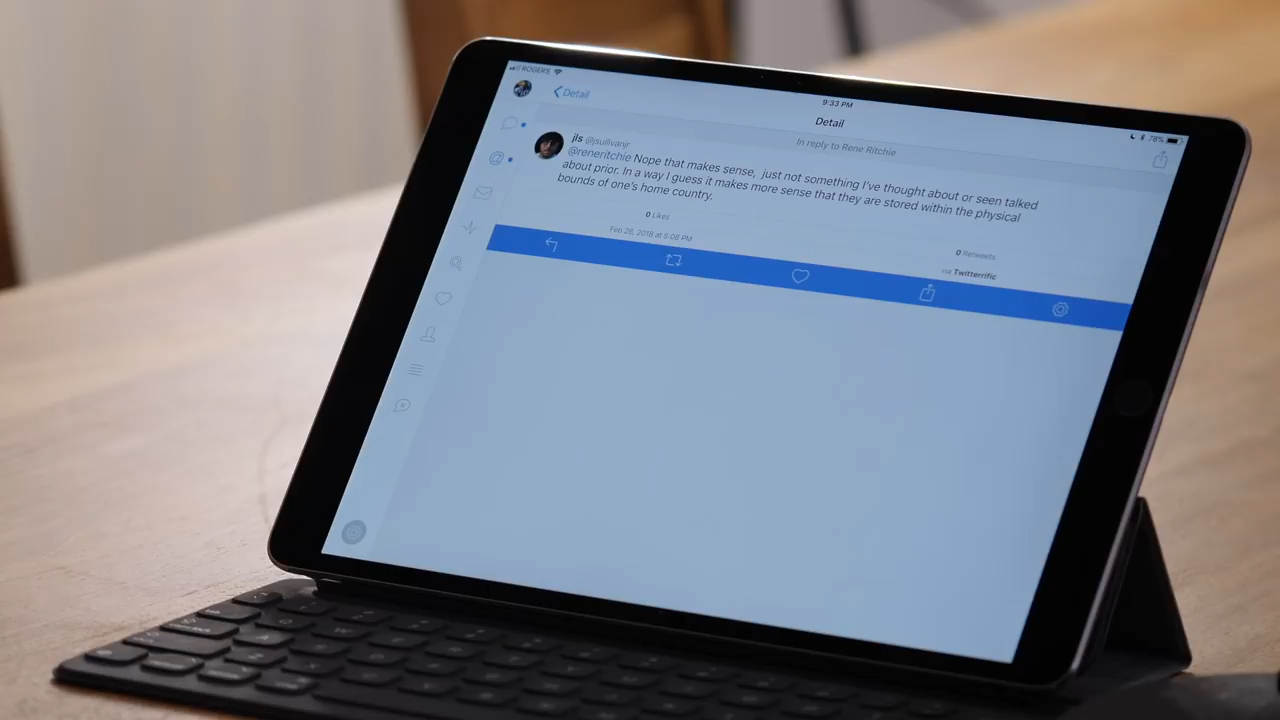 ROGERS
9:33 PM
78%
Detail
Detail
In reply to Rene Ritchie
jls @jsullivanjr
@reneritchie Nope that makes sense, just not something I've thought about or seen talked
about prior. In a way I guess it makes more sense that they are stored within the physical
bounds of one's home country.
0 Likes
0 Retweets
Feb 28, 2018 at 5:08 PM
via Twitterrific